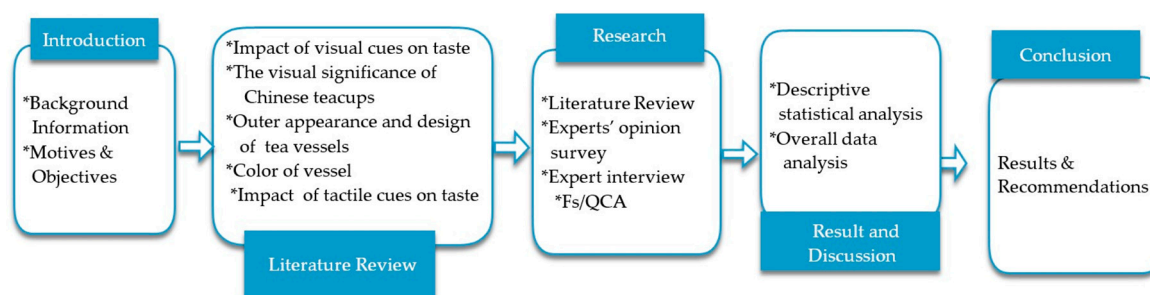 Introduction
*Background
Information
*Motives &
Objectives
*Impact of visual cues on taste
*The visual significance of
Chinese teacups
*Outer appearance and design
of tea vessels
*Color of vessel
*Impact of tactile cues on taste
Literature Review
Research
*Literature Review
*Experts' opinion
survey
*Expert interview
*Fs/QCA
*Descriptive
statistical analysis
*Overall data
analysis
Result and
Discussion
Conclusion
Results &
Recommendations